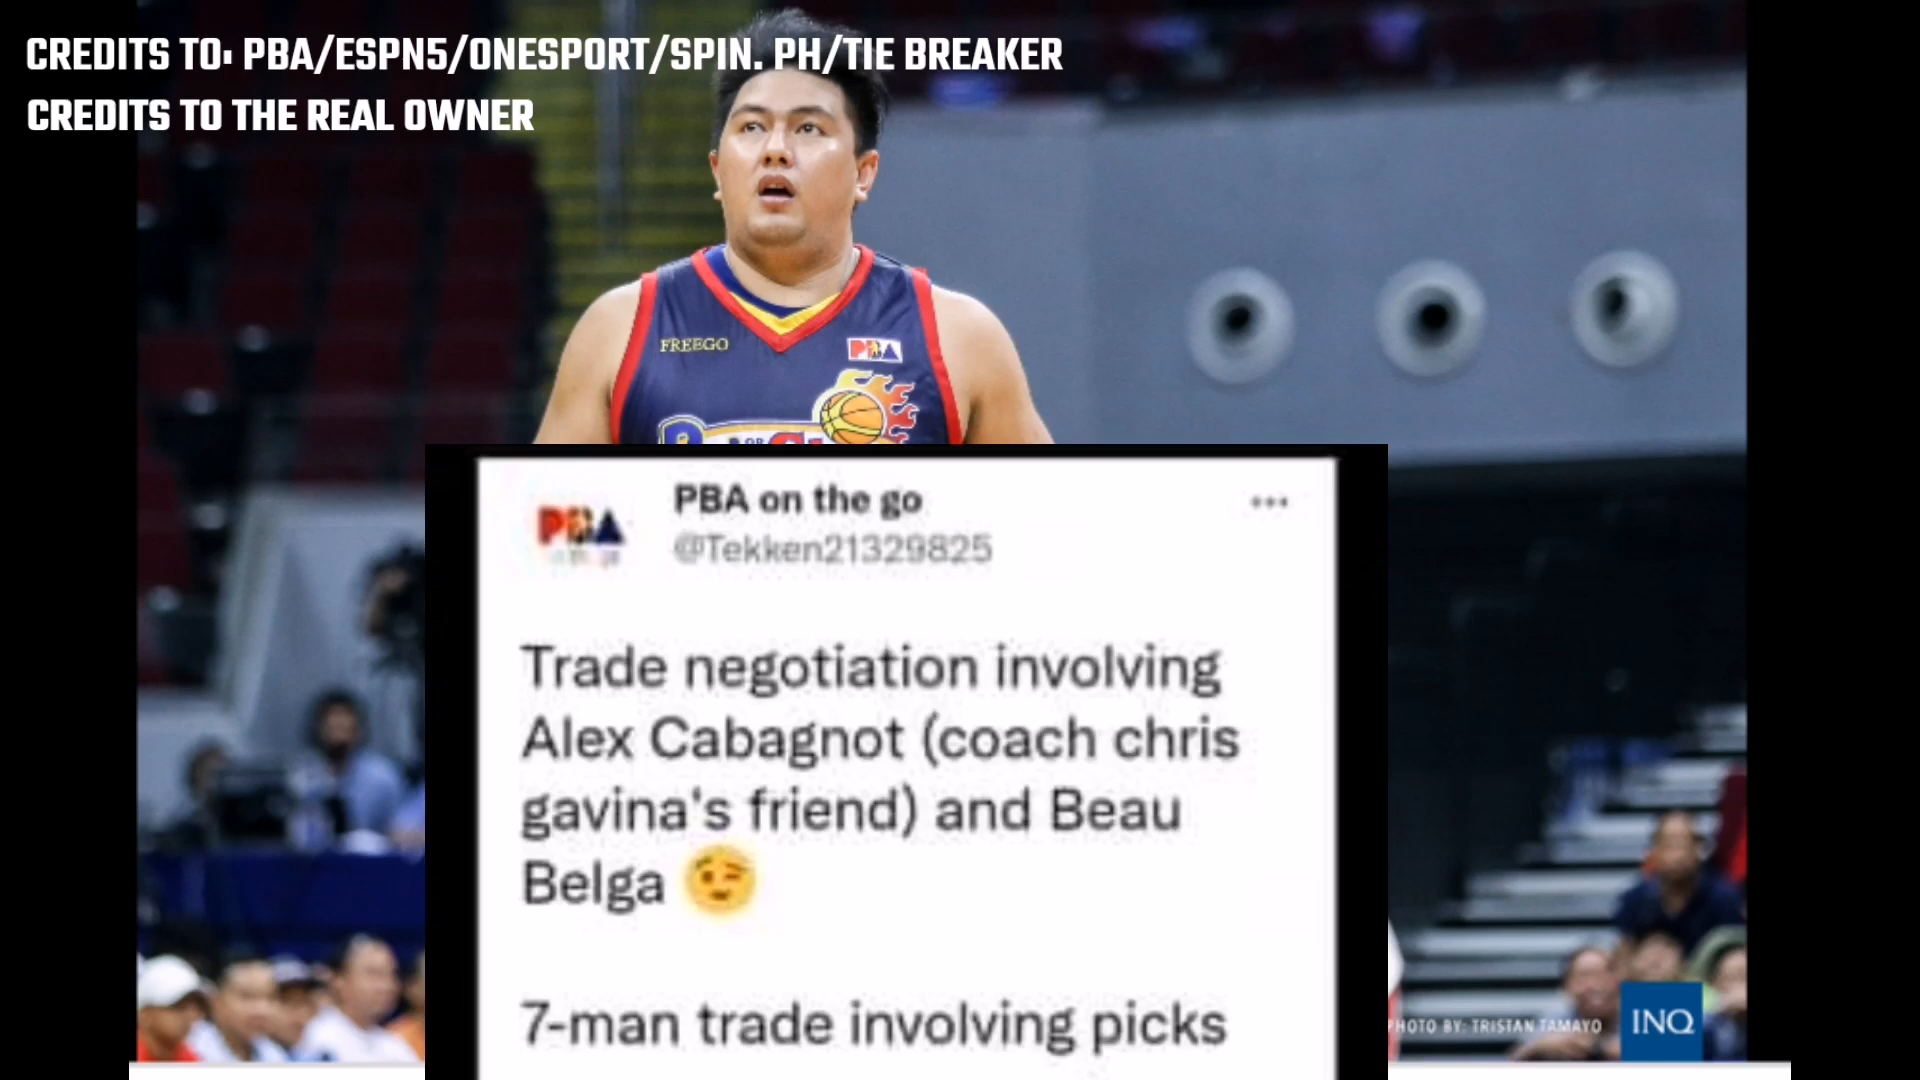 CREDITS TO: PBA/ESPN5/ONESPORT/SPIN. PH/TIE BREAKER
CREDITS TO THE REAL OWNER
FREEGO
PBA
PBA
PBA on the go
@Tekken21329825
Trade negotiation involving
Alex Cabagnot (coach chris
gavina's friend) and Beau
Belga
7-man trade involving picks
PHOTO BY: TRISTAN TAMAYO
INQ